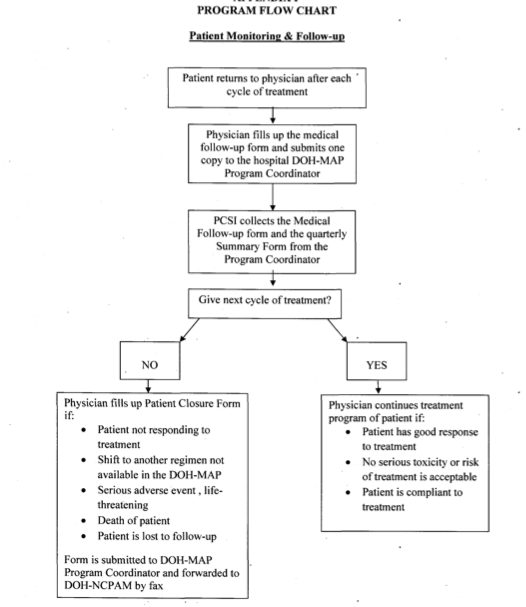 PROGRAM FLOW CHART
Patient Monitoring & Follow-up
Patient returns to physician after each
cycle of treatment
Physician fills up the medical
follow-up form and submits one
copy to the hospital DOH-MAP
Program Coordinator
PCSI collects the Medical
Follow-up form and the quarterly
Summary Form from the
Program Coordinator
Give next cycle of treatment?
NO
Physician fills up Patient Closure Form
if:
• Patient not responding to
treatment
• Shift to another regimen not
available in the DOH-MAP
• Serious adverse event , life-
threatening
• Death of patient
• Patient is lost to follow-up
Form is submitted to DOH-MAP
Program Coordinator and forwarded to
DOH-NCPAM by fax
YES
Physician continues treatment
program of patient if:
• Patient has good response
to treatment
• No serious toxicity or risk
of treatment is acceptable
• Patient is compliant to
treatment